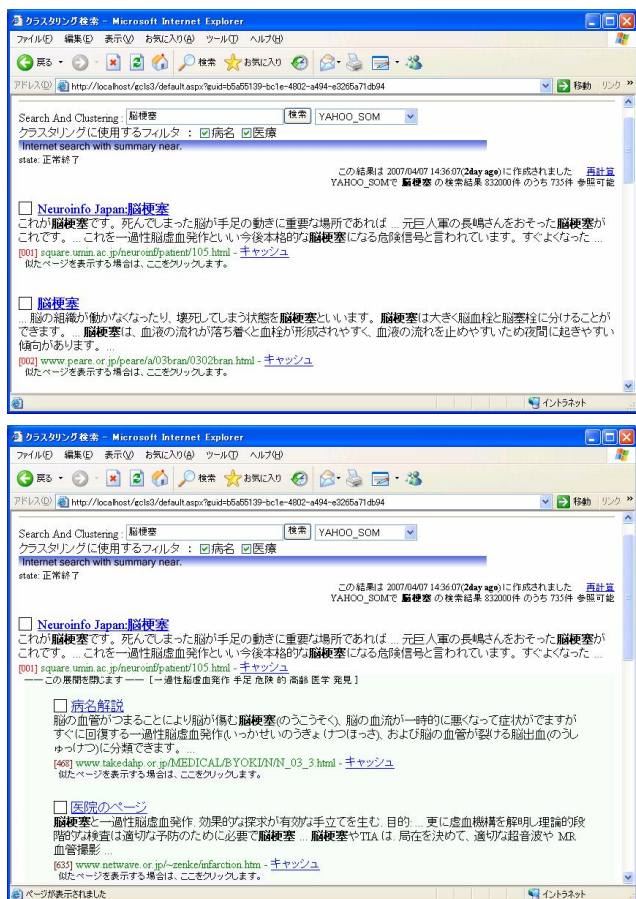 クラスタリング検索 - Microsoft Internet Explorer
ファイル(F) 編集(E) 表示(V) お気に入り(A) ツール(T) ヘルプ(H)
戻る 検索 お気に入り
アドレス(D) http://localhost/gcls3/default.aspx?guid=b5a55139-bc1e-4802-a494-e3265a71db94 移動 リンク »
Search And Clustering : 脳梗塞 検索 YAHOO_SOM
クラスタリングに使用するフィルタ : 病名 医療
Internet search with summary near.
state: 正常終了
この結果は 2007/04/07 14:36:07(2day ago)に作成されました 再計算
YAHOO_SOMで 脳梗塞 の検索結果 832000件 のうち 735件 参照可能
Neuroinfo Japan:脳梗塞
これが脳梗塞です。死んでしまった脳が手足の動きに重要な場所であれば ... 元巨人軍の長嶋さんをおそった脳梗塞が
これです。 ... これを一過性脳虚血発作といい今後本格的な脳梗塞になる危険信号と言われています。すぐよくなった ...
[001] square.umin.ac.jp/neuroinf/patient/105.html - キャッシュ
似たページを表示する場合は、ここをクリックします。
脳梗塞
... 脳の組織が働かなくなったり、壊死してしまう状態を脳梗塞といいます。脳梗塞は大きく脳血栓と脳塞栓に分けることが
できます。 ... 脳梗塞は、血液の流れが落ち着くと血栓が形成されやすく、血液の流れを止めやすいため夜間に起きやすい
傾向があります。 ...
[002] www.peare.or.jp/peare/a/03bran/0302bran.html - キャッシュ
似たページを表示する場合は、ここをクリックします。
イントラネット
クラスタリング検索 - Microsoft Internet Explorer
ファイル(F) 編集(E) 表示(V) お気に入り(A) ツール(T) ヘルプ(H)
戻る 検索 お気に入り
アドレス(D) http://localhost/gcls3/default.aspx?guid=b5a55139-bc1e-4802-a494-e3265a71db94 移動 リンク »
Search And Clustering : 脳梗塞 検索 YAHOO_SOM
クラスタリングに使用するフィルタ : 病名 医療
Internet search with summary near.
state: 正常終了
この結果は 2007/04/07 14:36:07(2day ago)に作成されました 再計算
YAHOO_SOMで 脳梗塞 の検索結果 832000件 のうち 735件 参照可能
Neuroinfo Japan:脳梗塞
これが脳梗塞です。死んでしまった脳が手足の動きに重要な場所であれば ... 元巨人軍の長嶋さんをおそった脳梗塞が
これです。 ... これを一過性脳虚血発作といい今後本格的な脳梗塞になる危険信号と言われています。すぐよくなった ...
[001] square.umin.ac.jp/neuroinf/patient/105.html - キャッシュ
――この展開を閉じます―― [一過性脳虚血発作 手足 危険 的 高齢 医学 発見 ]
病名解説
脳の血管がつまることにより脳が傷む脳梗塞(のうこうそく)、脳の血流が一時的に悪くなって症状がでますが
すぐに回復する一過性脳虚血発作(いっかせいのうきょけつほっさ)、および脳の血管が裂ける脳出血(のうし
ゅっけつ)に分類できます。 ...
[468] www.takedahp.or.jp/MEDICAL/BYOKI/N/N_03_3.html - キャッシュ
似たページを表示する場合は、ここをクリックします。
医院のページ
脳梗塞と一過性脳虚血発作. 効果的な探求が有効な手立てを生む. 目的: ... 更に虚血機構を解明し理論的段
階的な検査は適切な予防のために必要で脳梗塞 ... 脳梗塞やTIA は. 局在を決めて、適切な超音波や MR
血管撮影 ...
[635] www.netwave.or.jp/~zenke/infarction.htm - キャッシュ
似たページを表示する場合は、ここをクリックします。
ページが表示されました イントラネット